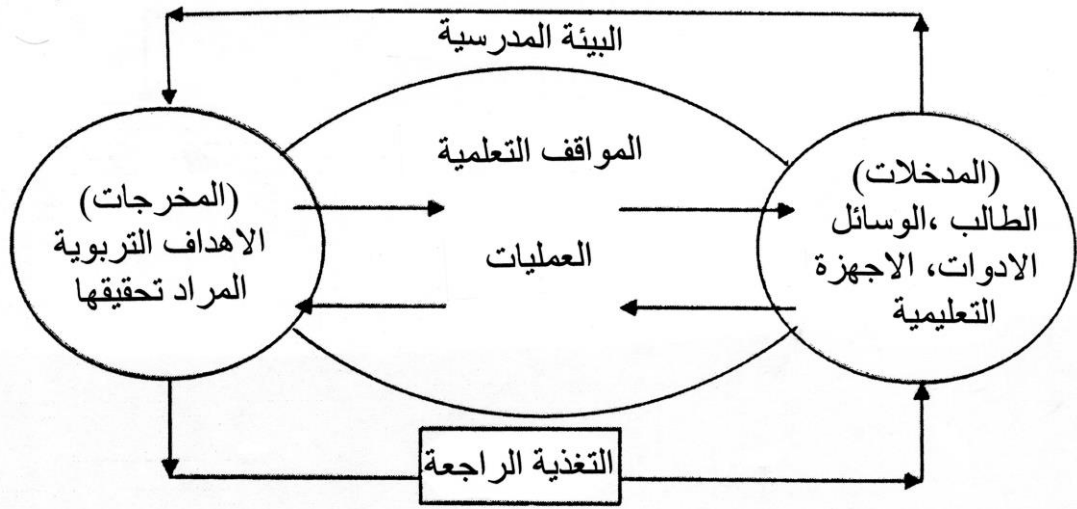 البيئة المدرسية
المواقف التعلمية
(المدخلات)
الطالب ،الوسائل
الادوات، الاجهزة
التعليمية
العمليات
(المخرجات)
الاهداف التربوية
المراد تحقيقها
التغذية الراجعة